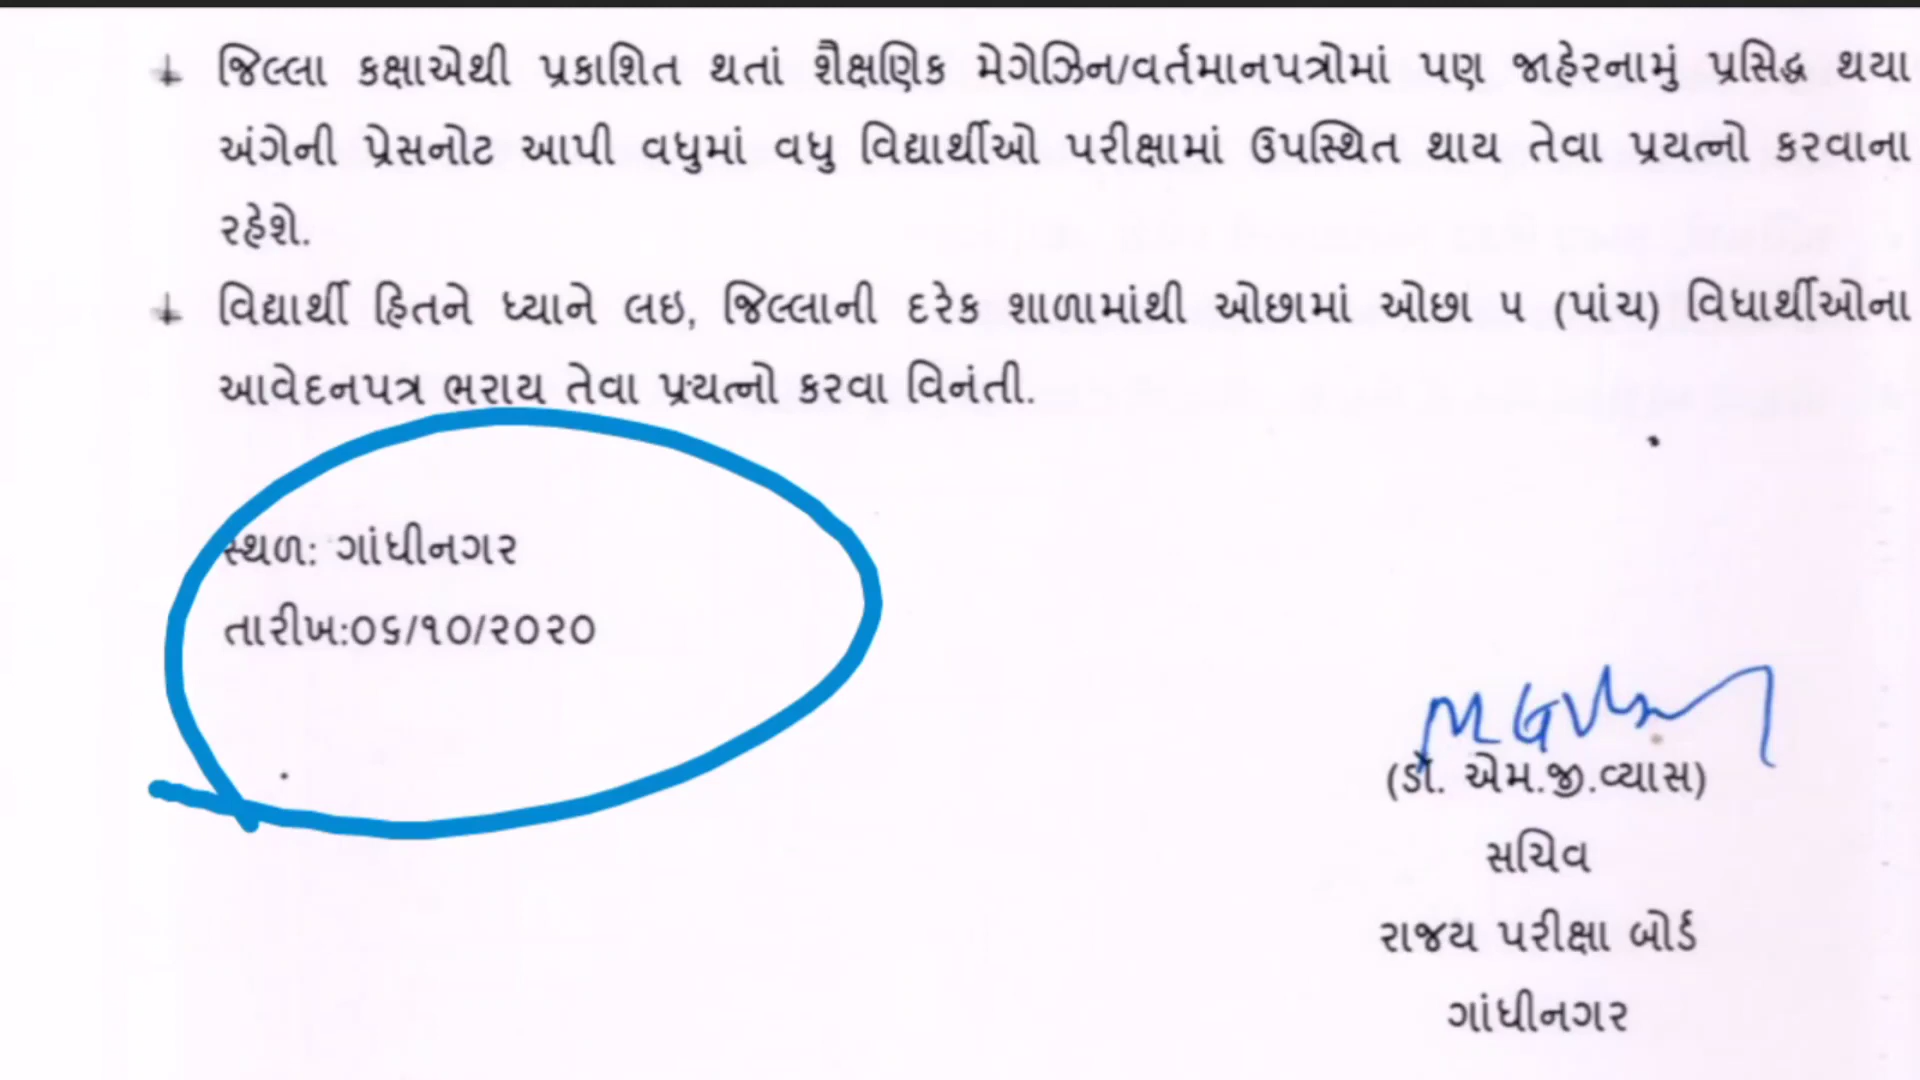 જિલ્લા કક્ષાએથી પ્રકાશિત થતાં શૈક્ષણિક મેગેઝિન/વર્તમાનપત્રોમાં પણ જાહેરનામું પ્રસિદ્ધ થયા
અંગેની પ્રેસનોટ આપી વધુમાં વધુ વિદ્યાર્થીઓ પરીક્ષામાં ઉપસ્થિત થાય તેવા પ્રયત્નો કરવાના
રહેશે.
વિદ્યાર્થી હિતને ધ્યાને લઇ, જિલ્લાની દરેક શાળામાંથી ઓછામાં ઓછા ૫ (પાંચ) વિધાર્થીઓના
આવેદનપત્ર ભરાય તેવા પ્રયત્નો કરવા વિનંતી.
સ્થળ: ગાંધીનગર
તારીખ:૦૬/૧૦/૨૦૨૦
(ડૉ. એમ.જી.વ્યાસ)
સચિવ
રાજય પરીક્ષા બોર્ડ
ગાંધીનગર